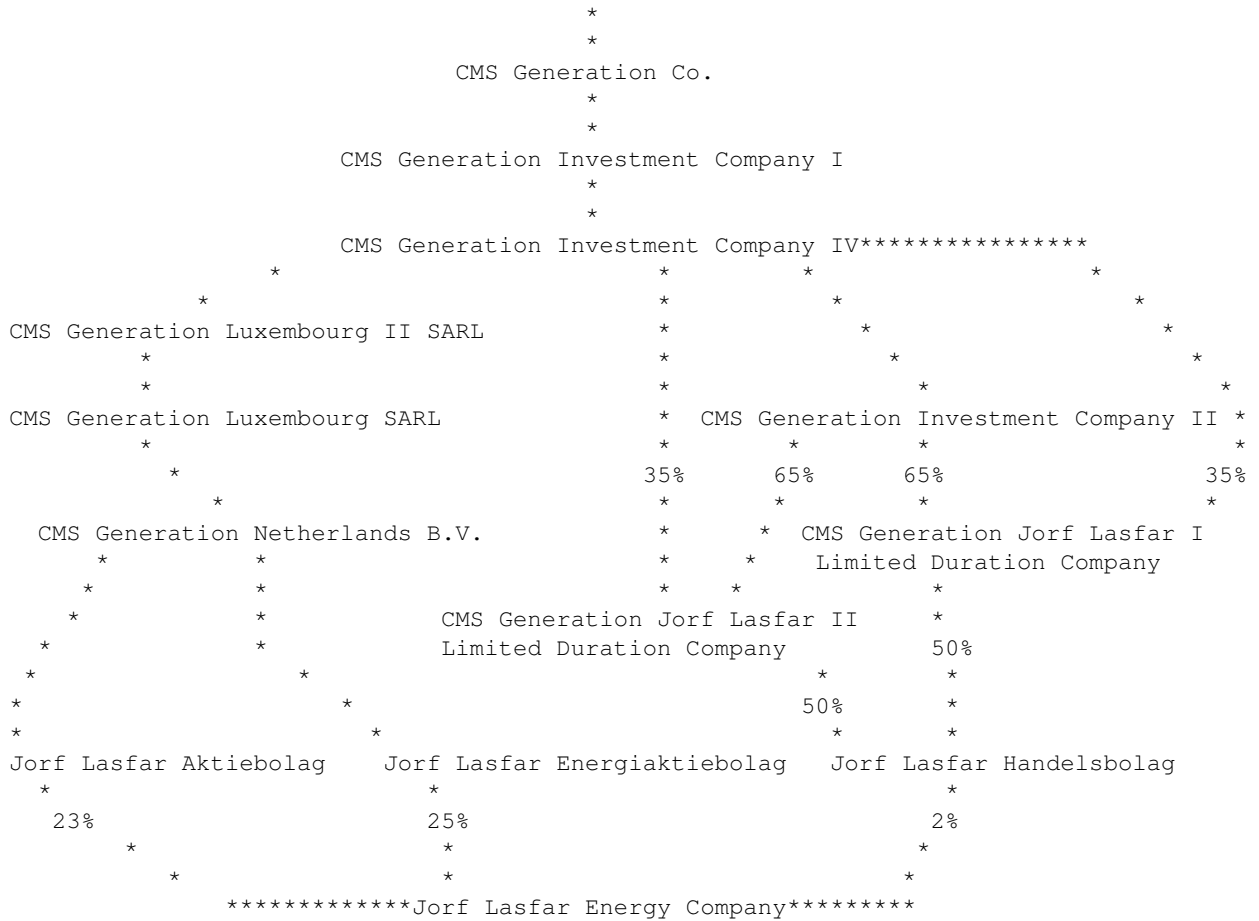 *
*
CMS Generation Co.
*
*
CMS Generation Investment Company I
*
*
CMS Generation Investment Company IV****************
* * * *
* * * *
CMS Generation Luxembourg II SARL * * *
* * * *
* * * *
CMS Generation Luxembourg SARL * CMS Generation Investment Company II *
* * * * *
* 35% 65% 65% 35%
* * * * *
CMS Generation Netherlands B.V. * * CMS Generation Jorf Lasfar I
* * * * Limited Duration Company
* * * * *
* * CMS Generation Jorf Lasfar II *
* * Limited Duration Company 50%
* * * *
* * 50% *
* * * *
Jorf Lasfar Aktiebolag Jorf Lasfar Energiaktiebolag Jorf Lasfar Handelsbolag
* * *
23% 25% 2%
* * *
* * *
*************Jorf Lasfar Energy Company*********